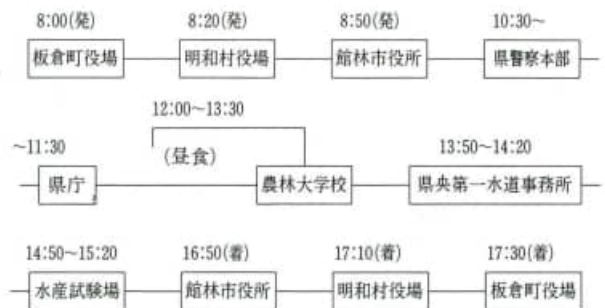 8:00(発) 8:20(発) 8:50(発) 10:30～
板倉町役場 明和村役場 館林市役所 県警察本部
12:00～13:30
～11:30 (昼食) 13:50～14:20
県庁 農林大学校 県央第一水道事務所
14:50～15:20 16:50(着) 17:10(着) 17:30(着)
水産試験場 館林市役所 明和村役場 板倉町役場